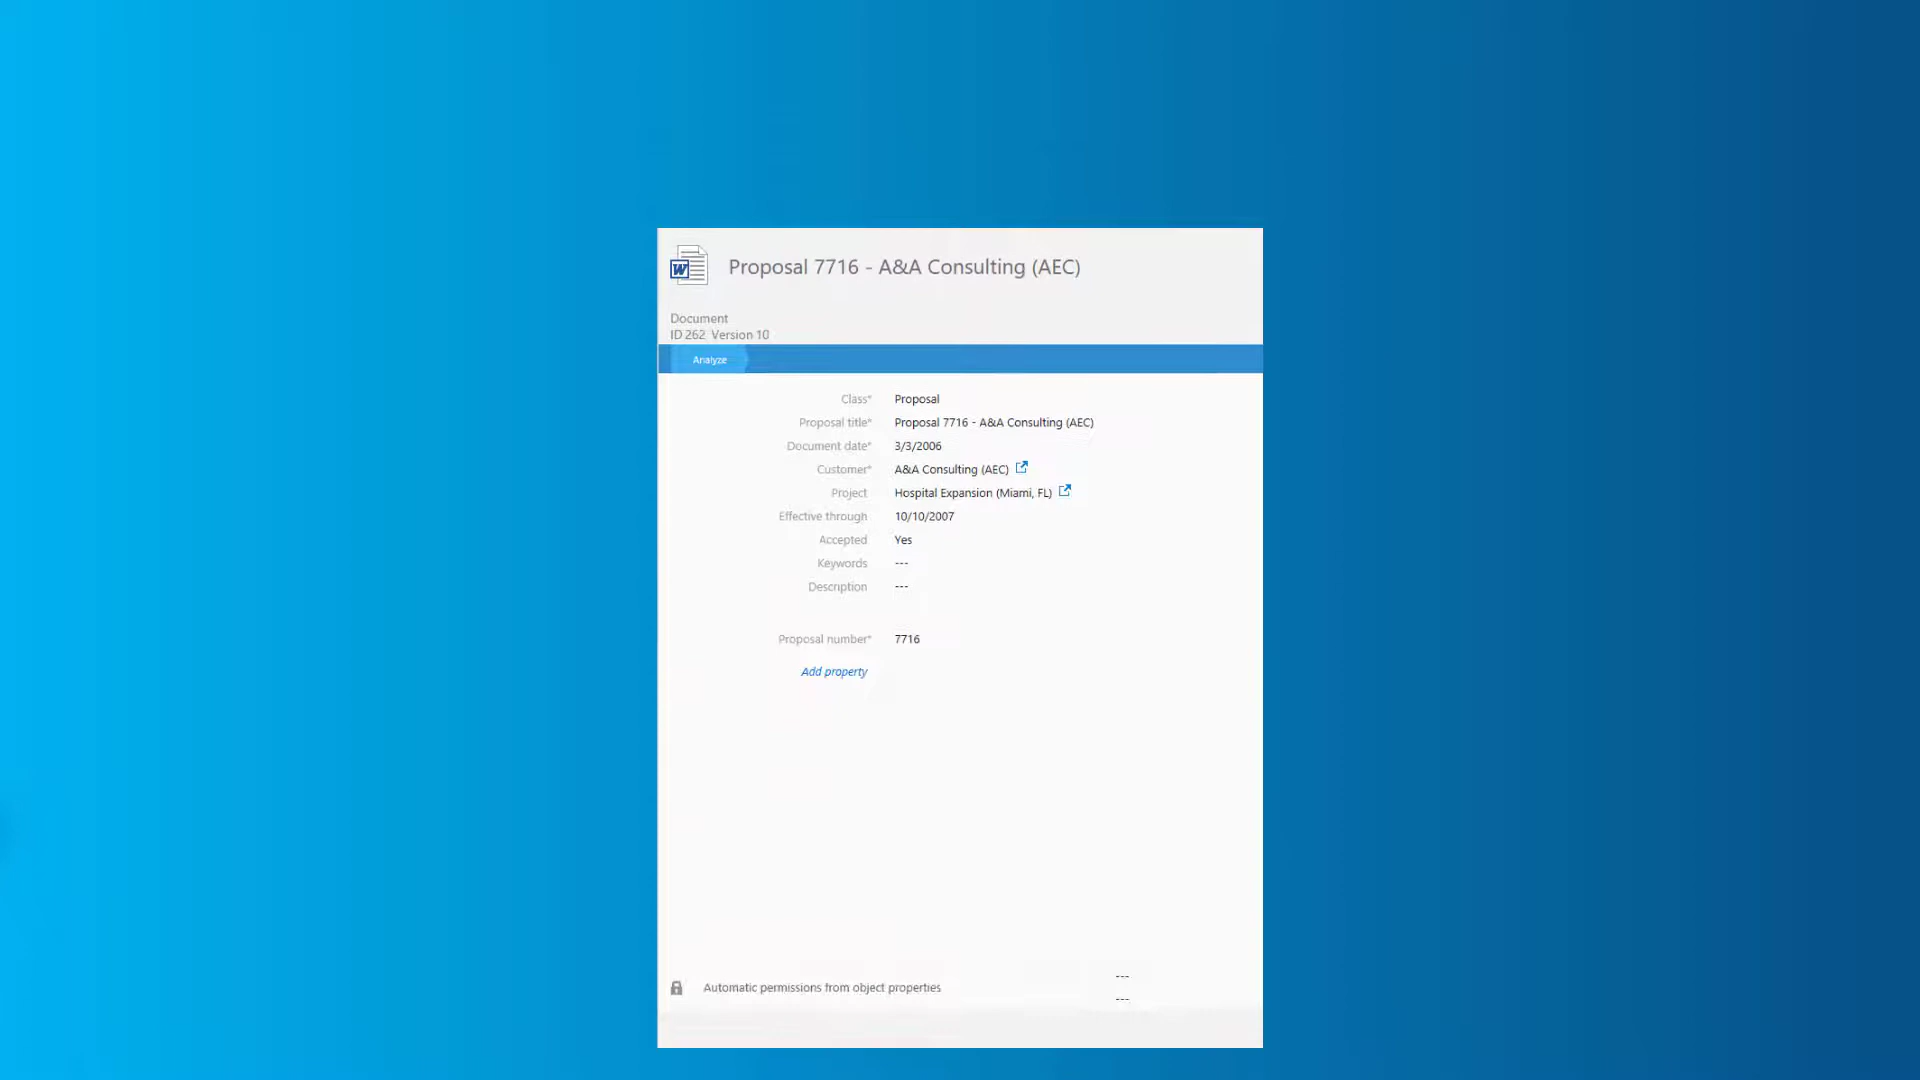 W
Proposal 7716 - A&A Consulting (AEC)
Document
ID 262 Version 10
Analyze
Class* Proposal
Proposal title* Proposal 7716 - A&A Consulting (AEC)
Document date* 3/3/2006
Customer* A&A Consulting (AEC)
Project Hospital Expansion (Miami, FL)
Effective through 10/10/2007
Accepted Yes
Keywords ---
Description ---
Proposal number* 7716
Add property
---
Automatic permissions from object properties
---